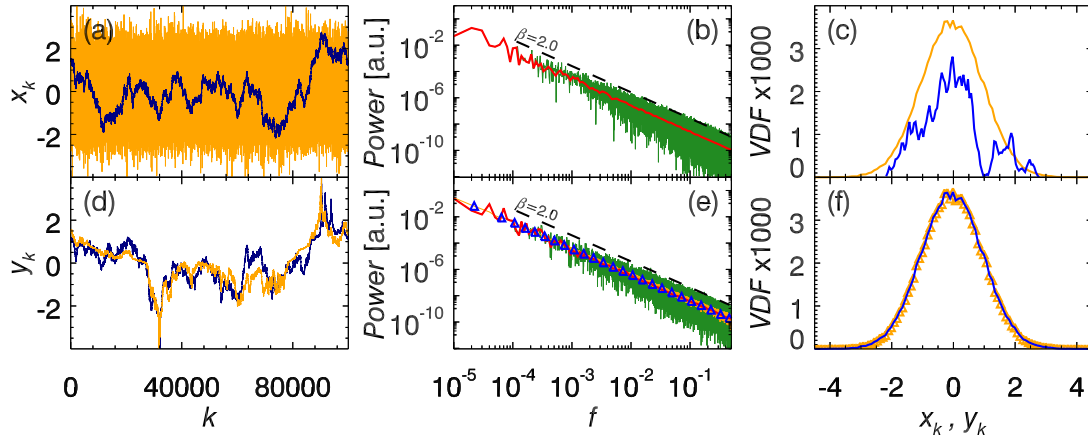 (a)
2
0
-2
x_k
(b)
β=2.0
10^-2
10^-6
10^-10
Power [a.u.]
(c)
3
2
1
0
VDF x1000
(d)
2
0
-2
y_k
0 40000 80000
k
(e)
β=2.0
10^-2
10^-6
10^-10
Power [a.u.]
10^-5 10^-4 10^-3 10^-2 10^-1
f
(f)
3
2
1
0
VDF x1000
-4 -2 0 2 4
x_k , y_k